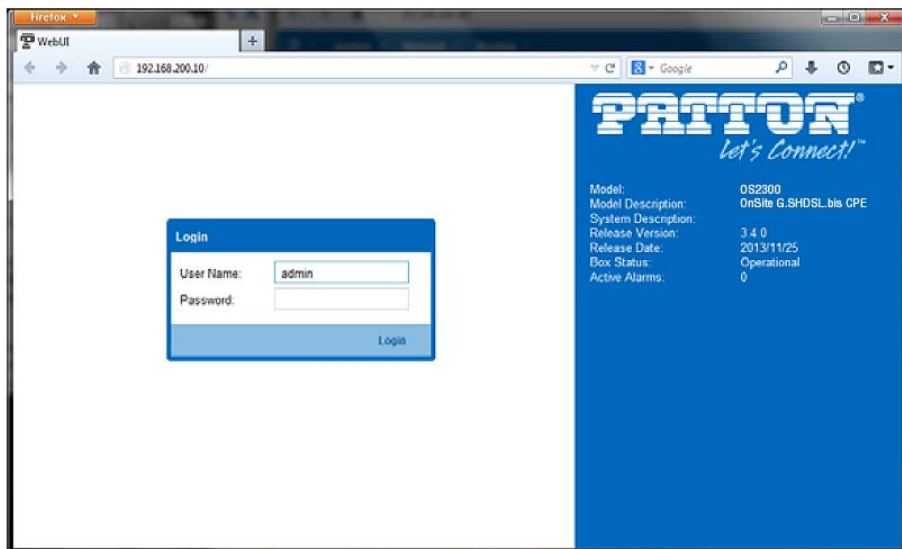 Firefox
WebUI
192.168.200.10/
Google
PATTON®
Let's Connect!™
Model: OS2300
Model Description: OnSite G.SHDSL.bis CPE
System Description:
Release Version: 3.4.0
Release Date: 2013/11/25
Box Status: Operational
Active Alarms: 0
Login
User Name: admin
Password:
Login